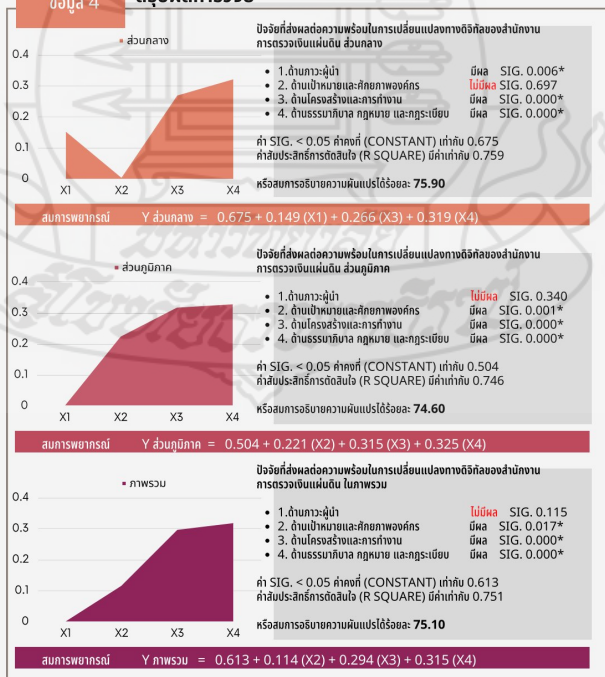 ข้อมูล 4
สรุปผลการวิจัย
ส่วนกลาง
0.4
0.3
0.2
0.1
0
X1 X2 X3 X4
ปัจจัยที่ส่งผลต่อความพร้อมในการเปลี่ยนแปลงทางดิจิทัลของสำนักงาน
การตรวจเงินแผ่นดิน ส่วนกลาง
• 1.ด้านภาวะผู้นำ มีผล SIG. 0.006*
• 2. ด้านเป้าหมายและศักยภาพองค์กร ไม่มีผล SIG. 0.697
• 3. ด้านโครงสร้างและการทำงาน มีผล SIG. 0.000*
• 4. ด้านธรรมาภิบาล กฎหมาย และกฎระเบียบ มีผล SIG. 0.000*
ค่า SIG. < 0.05 ค่าคงที่ (CONSTANT) เท่ากับ 0.675
ค่าสัมประสิทธิ์การตัดสินใจ (R SQUARE) มีค่าเท่ากับ 0.759
หรือสมการอธิบายความผันแปรได้ร้อยละ 75.90
สมการพยากรณ์ Y ส่วนกลาง = 0.675 + 0.149 (X1) + 0.266 (X3) + 0.319 (X4)
ส่วนภูมิภาค
0.4
0.3
0.2
0.1
0
X1 X2 X3 X4
ปัจจัยที่ส่งผลต่อความพร้อมในการเปลี่ยนแปลงทางดิจิทัลของสำนักงาน
การตรวจเงินแผ่นดิน ส่วนภูมิภาค
• 1.ด้านภาวะผู้นำ ไม่มีผล SIG. 0.340
• 2. ด้านเป้าหมายและศักยภาพองค์กร มีผล SIG. 0.001*
• 3. ด้านโครงสร้างและการทำงาน มีผล SIG. 0.000*
• 4. ด้านธรรมาภิบาล กฎหมาย และกฎระเบียบ มีผล SIG. 0.000*
ค่า SIG. < 0.05 ค่าคงที่ (CONSTANT) เท่ากับ 0.504
ค่าสัมประสิทธิ์การตัดสินใจ (R SQUARE) มีค่าเท่ากับ 0.746
หรือสมการอธิบายความผันแปรได้ร้อยละ 74.60
สมการพยากรณ์ Y ส่วนภูมิภาค = 0.504 + 0.221 (X2) + 0.315 (X3) + 0.325 (X4)
ภาพรวม
0.4
0.3
0.2
0.1
0
X1 X2 X3 X4
ปัจจัยที่ส่งผลต่อความพร้อมในการเปลี่ยนแปลงทางดิจิทัลของสำนักงาน
การตรวจเงินแผ่นดิน ในภาพรวม
• 1.ด้านภาวะผู้นำ ไม่มีผล SIG. 0.115
• 2. ด้านเป้าหมายและศักยภาพองค์กร มีผล SIG. 0.017*
• 3. ด้านโครงสร้างและการทำงาน มีผล SIG. 0.000*
• 4. ด้านธรรมาภิบาล กฎหมาย และกฎระเบียบ มีผล SIG. 0.000*
ค่า SIG. < 0.05 ค่าคงที่ (CONSTANT) เท่ากับ 0.613
ค่าสัมประสิทธิ์การตัดสินใจ (R SQUARE) มีค่าเท่ากับ 0.751
หรือสมการอธิบายความผันแปรได้ร้อยละ 75.10
สมการพยากรณ์ Y ภาพรวม = 0.613 + 0.114 (X2) + 0.294 (X3) + 0.315 (X4)